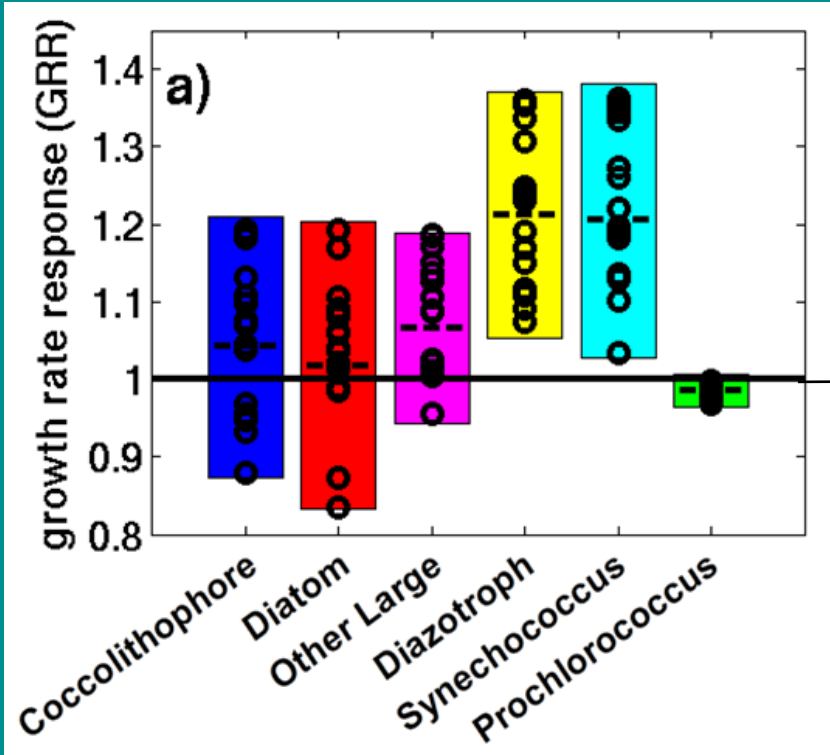 a)
growth rate response (GRR)
1.4
1.3
1.2
1.1
1
0.9
0.8
Coccolithophore
Diatom
Other Large
Diazotroph
Synechococcus
Prochlorococcus